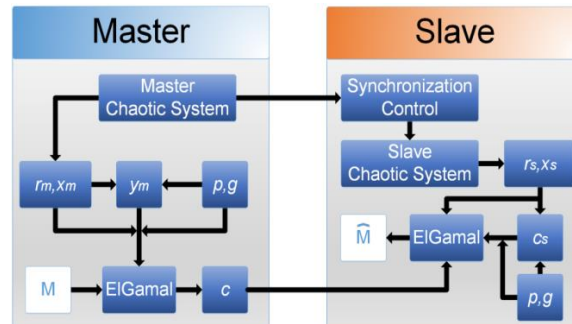 Master
Slave
Master
Chaotic System
Synchronization
Control
Slave
Chaotic System
rₛ,xₛ
rₘ,xₘ
yₘ
p,g
M̂
ElGamal
cₛ
M
ElGamal
c
p,g